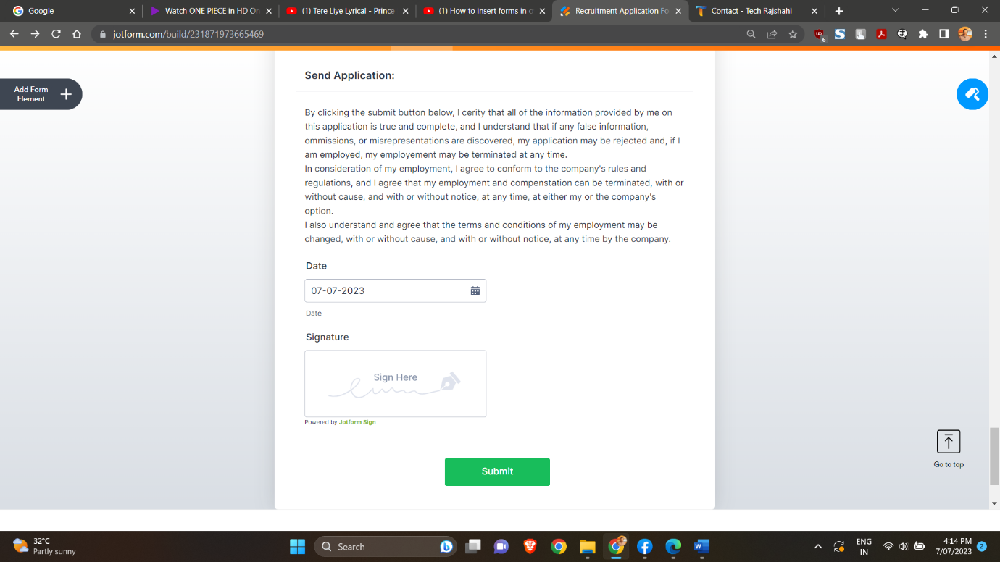 Google
Watch ONE PIECE in HD On
(1) Tere Liye Lyrical - Prince
(1) How to insert forms in o
Recruitment Application Fo
Contact - Tech Rajshahi
jotform.com/build/231871973665469
6
Add Form
Element
Send Application:
By clicking the submit button below, I cerity that all of the information provided by me on
this application is true and complete, and I understand that if any false information,
ommissions, or misrepresentations are discovered, my application may be rejected and, if I
am employed, my employement may be terminated at any time.
In consideration of my employment, I agree to conform to the company's rules and
regulations, and I agree that my employment and compenstation can be terminated, with or
without cause, and with or without notice, at any time, at either my or the company's
option.
I also understand and agree that the terms and conditions of my employment may be
changed, with or without cause, and with or without notice, at any time by the company.
Date
07-07-2023
Date
Signature
Sign Here
Powered by Jotform Sign
Submit
Go to top
32°C
Partly sunny
Search
ENG
IN
4:14 PM
7/07/2023
2